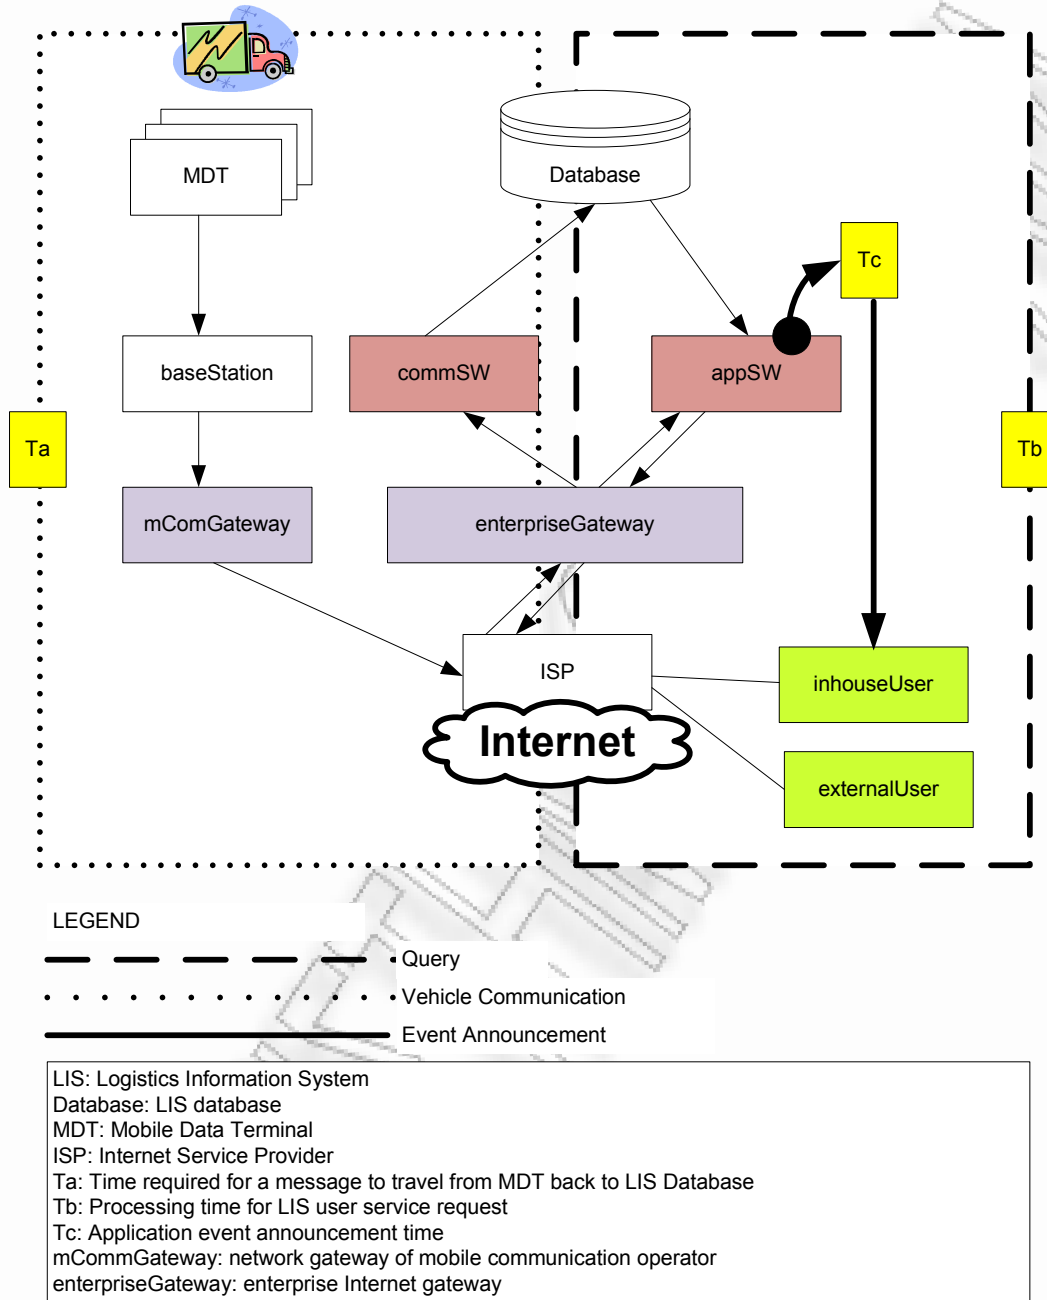 MDT
Database
Tc
baseStation
commSW
appSW
Ta
Tb
mComGateway
enterpriseGateway
ISP
inhouseUser
Internet
externalUser
LEGEND
Query
Vehicle Communication
Event Announcement
LIS: Logistics Information System
Database: LIS database
MDT: Mobile Data Terminal
ISP: Internet Service Provider
Ta: Time required for a message to travel from MDT back to LIS Database
Tb: Processing time for LIS user service request
Tc: Application event announcement time
mCommGateway: network gateway of mobile communication operator
enterpriseGateway: enterprise Internet gateway